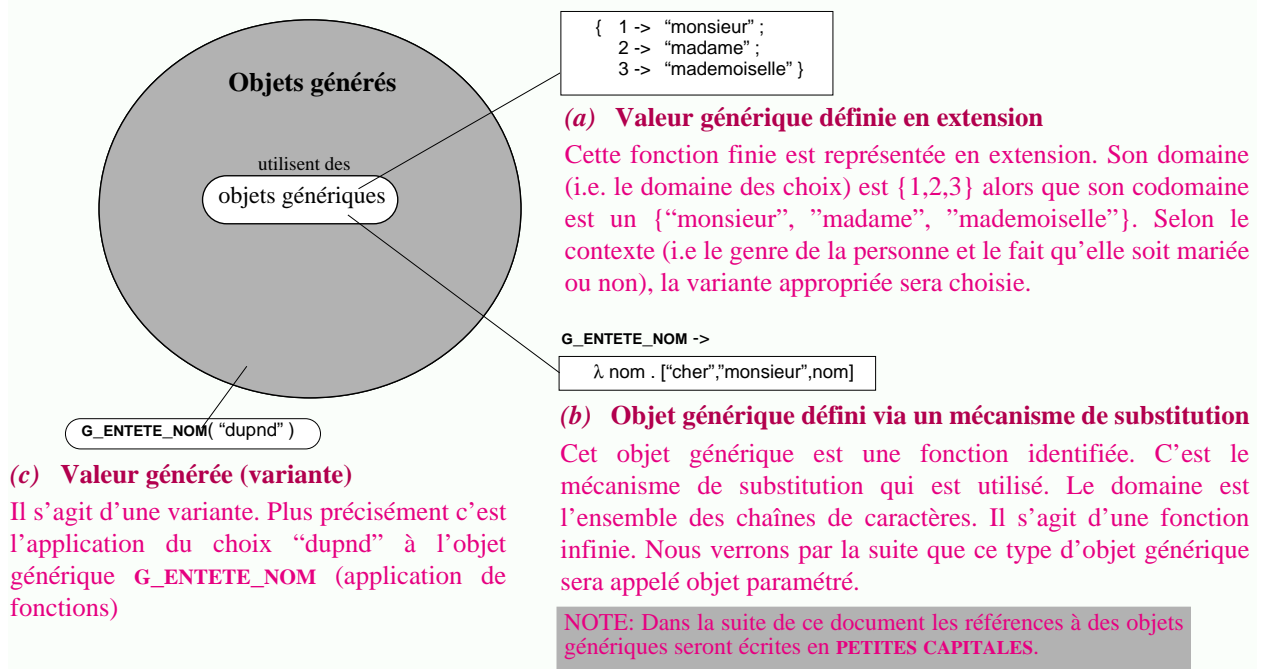 Objets générés
utilisent des
objets génériques
{ 1 -> “monsieur” ;
2 -> “madame” ;
3 -> “mademoiselle” }
(a) Valeur générique définie en extension
Cette fonction finie est représentée en extension. Son domaine
(i.e. le domaine des choix) est {1,2,3} alors que son codomaine
est un {“monsieur”, ”madame”, ”mademoiselle”}. Selon le
contexte (i.e le genre de la personne et le fait qu’elle soit mariée
ou non), la variante appropriée sera choisie.
G_ENTETE_NOM ->
λ nom . [“cher”,"monsieur",nom]
(b) Objet générique défini via un mécanisme de substitution
Cet objet générique est une fonction identifiée. C’est le
mécanisme de substitution qui est utilisé. Le domaine est
l’ensemble des chaînes de caractères. Il s’agit d’une fonction
infinie. Nous verrons par la suite que ce type d’objet générique
sera appelé objet paramétré.
NOTE: Dans la suite de ce document les références à des objets
génériques seront écrites en PETITES CAPITALES.
G_ENTETE_NOM( “dupnd” )
(c) Valeur générée (variante)
Il s’agit d’une variante. Plus précisément c’est
l’application du choix “dupnd” à l’objet
générique G_ENTETE_NOM (application de
fonctions)